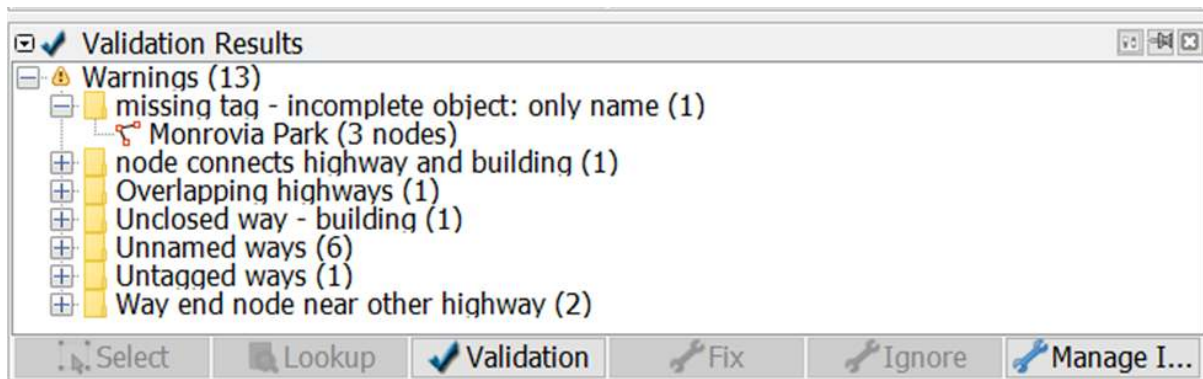 Validation Results
Warnings (13)
missing tag - incomplete object: only name (1)
Monrovia Park (3 nodes)
node connects highway and building (1)
Overlapping highways (1)
Unclosed way - building (1)
Unnamed ways (6)
Untagged ways (1)
Way end node near other highway (2)
Select Lookup Validation Fix Ignore Manage I...